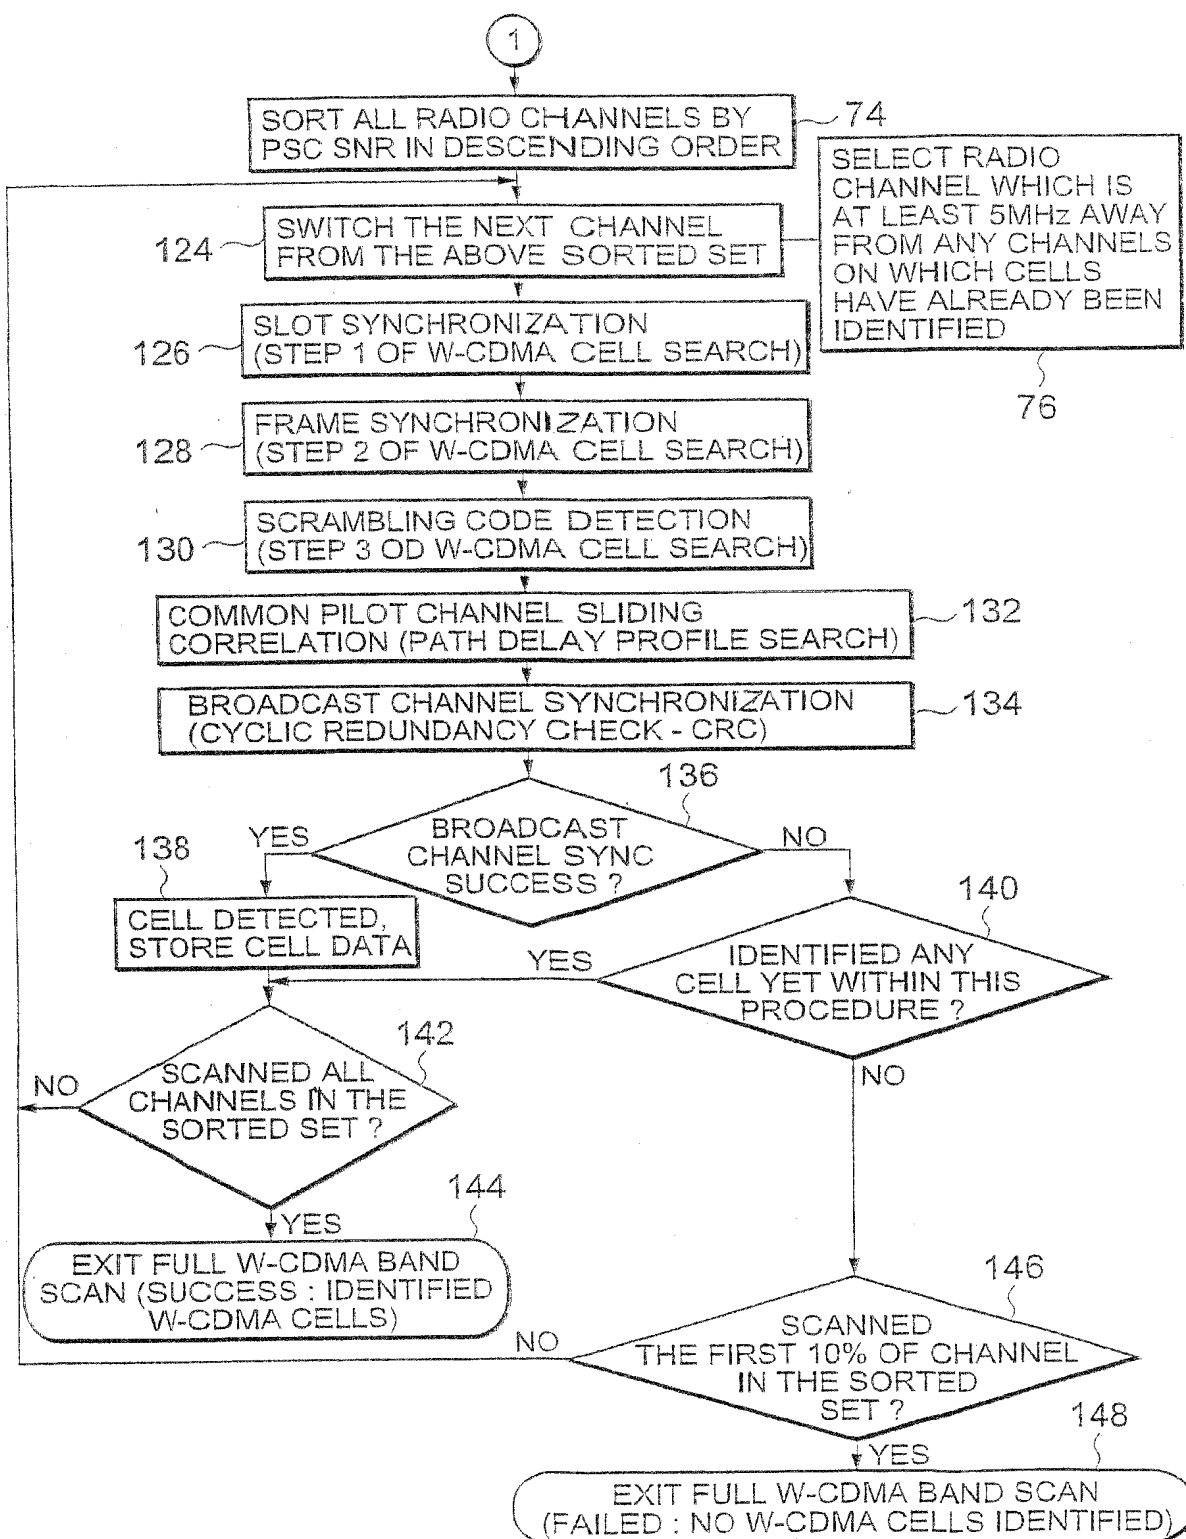 1
SORT ALL RADIO CHANNELS BY
PSC SNR IN DESCENDING ORDER
74
SELECT RADIO
CHANNEL WHICH IS
AT LEAST 5MHz AWAY
FROM ANY CHANNELS
ON WHICH CELLS
HAVE ALREADY BEEN
IDENTIFIED
76
124
SWITCH THE NEXT CHANNEL
FROM THE ABOVE SORTED SET
126
SLOT SYNCHRONIZATION
(STEP 1 OF W-CDMA CELL SEARCH)
128
FRAME SYNCHRONIZATION
(STEP 2 OF W-CDMA CELL SEARCH)
130
SCRAMBLING CODE DETECTION
(STEP 3 OD W-CDMA CELL SEARCH)
COMMON PILOT CHANNEL SLIDING
CORRELATION (PATH DELAY PROFILE SEARCH)
132
BROADCAST CHANNEL SYNCHRONIZATION
(CYCLIC REDUNDANCY CHECK - CRC)
134
136
BROADCAST
CHANNEL SYNC
SUCCESS ?
YES
NO
138
CELL DETECTED,
STORE CELL DATA
140
IDENTIFIED ANY
CELL YET WITHIN THIS
PROCEDURE ?
YES
NO
142
SCANNED ALL
CHANNELS IN THE
SORTED SET ?
NO
YES
144
EXIT FULL W-CDMA BAND
SCAN (SUCCESS : IDENTIFIED
W-CDMA CELLS)
146
SCANNED
THE FIRST 10% OF CHANNEL
IN THE SORTED
SET ?
NO
YES
148
EXIT FULL W-CDMA BAND SCAN
(FAILED : NO W-CDMA CELLS IDENTIFIED)